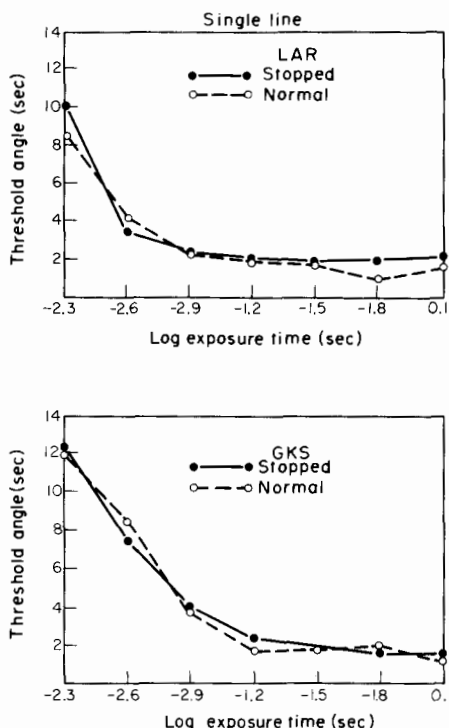 Single line
14
12
10
8
6
4
2
Threshold angle (sec)
LAR
Stopped
Normal
-2.3 -2.6 -2.9 -1.2 -1.5 -1.8 0.1
Log exposure time (sec)
14
12
10
8
6
4
2
Threshold angle (sec)
GKS
Stopped
Normal
-2.3 -2.6 -2.9 -1.2 -1.5 -1.8 0.
Log exposure time (sec)